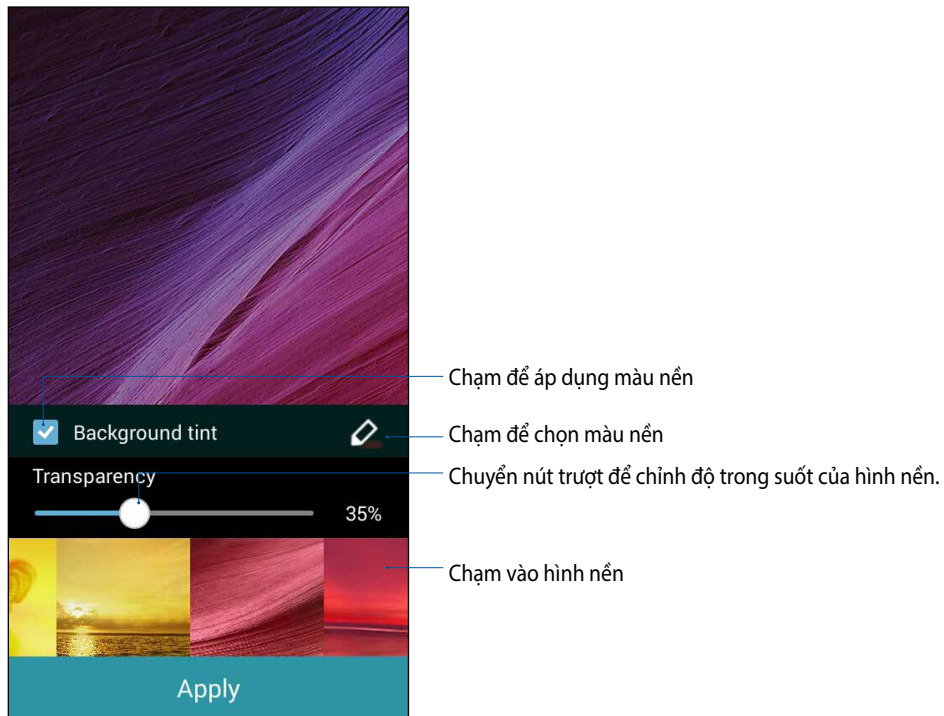 Chạm để áp dụng màu nền
Background tint
Chạm để chọn màu nền
Transparency
Chuyển nút trượt để chỉnh độ trong suốt của hình nền.
35%
Chạm vào hình nền
Apply